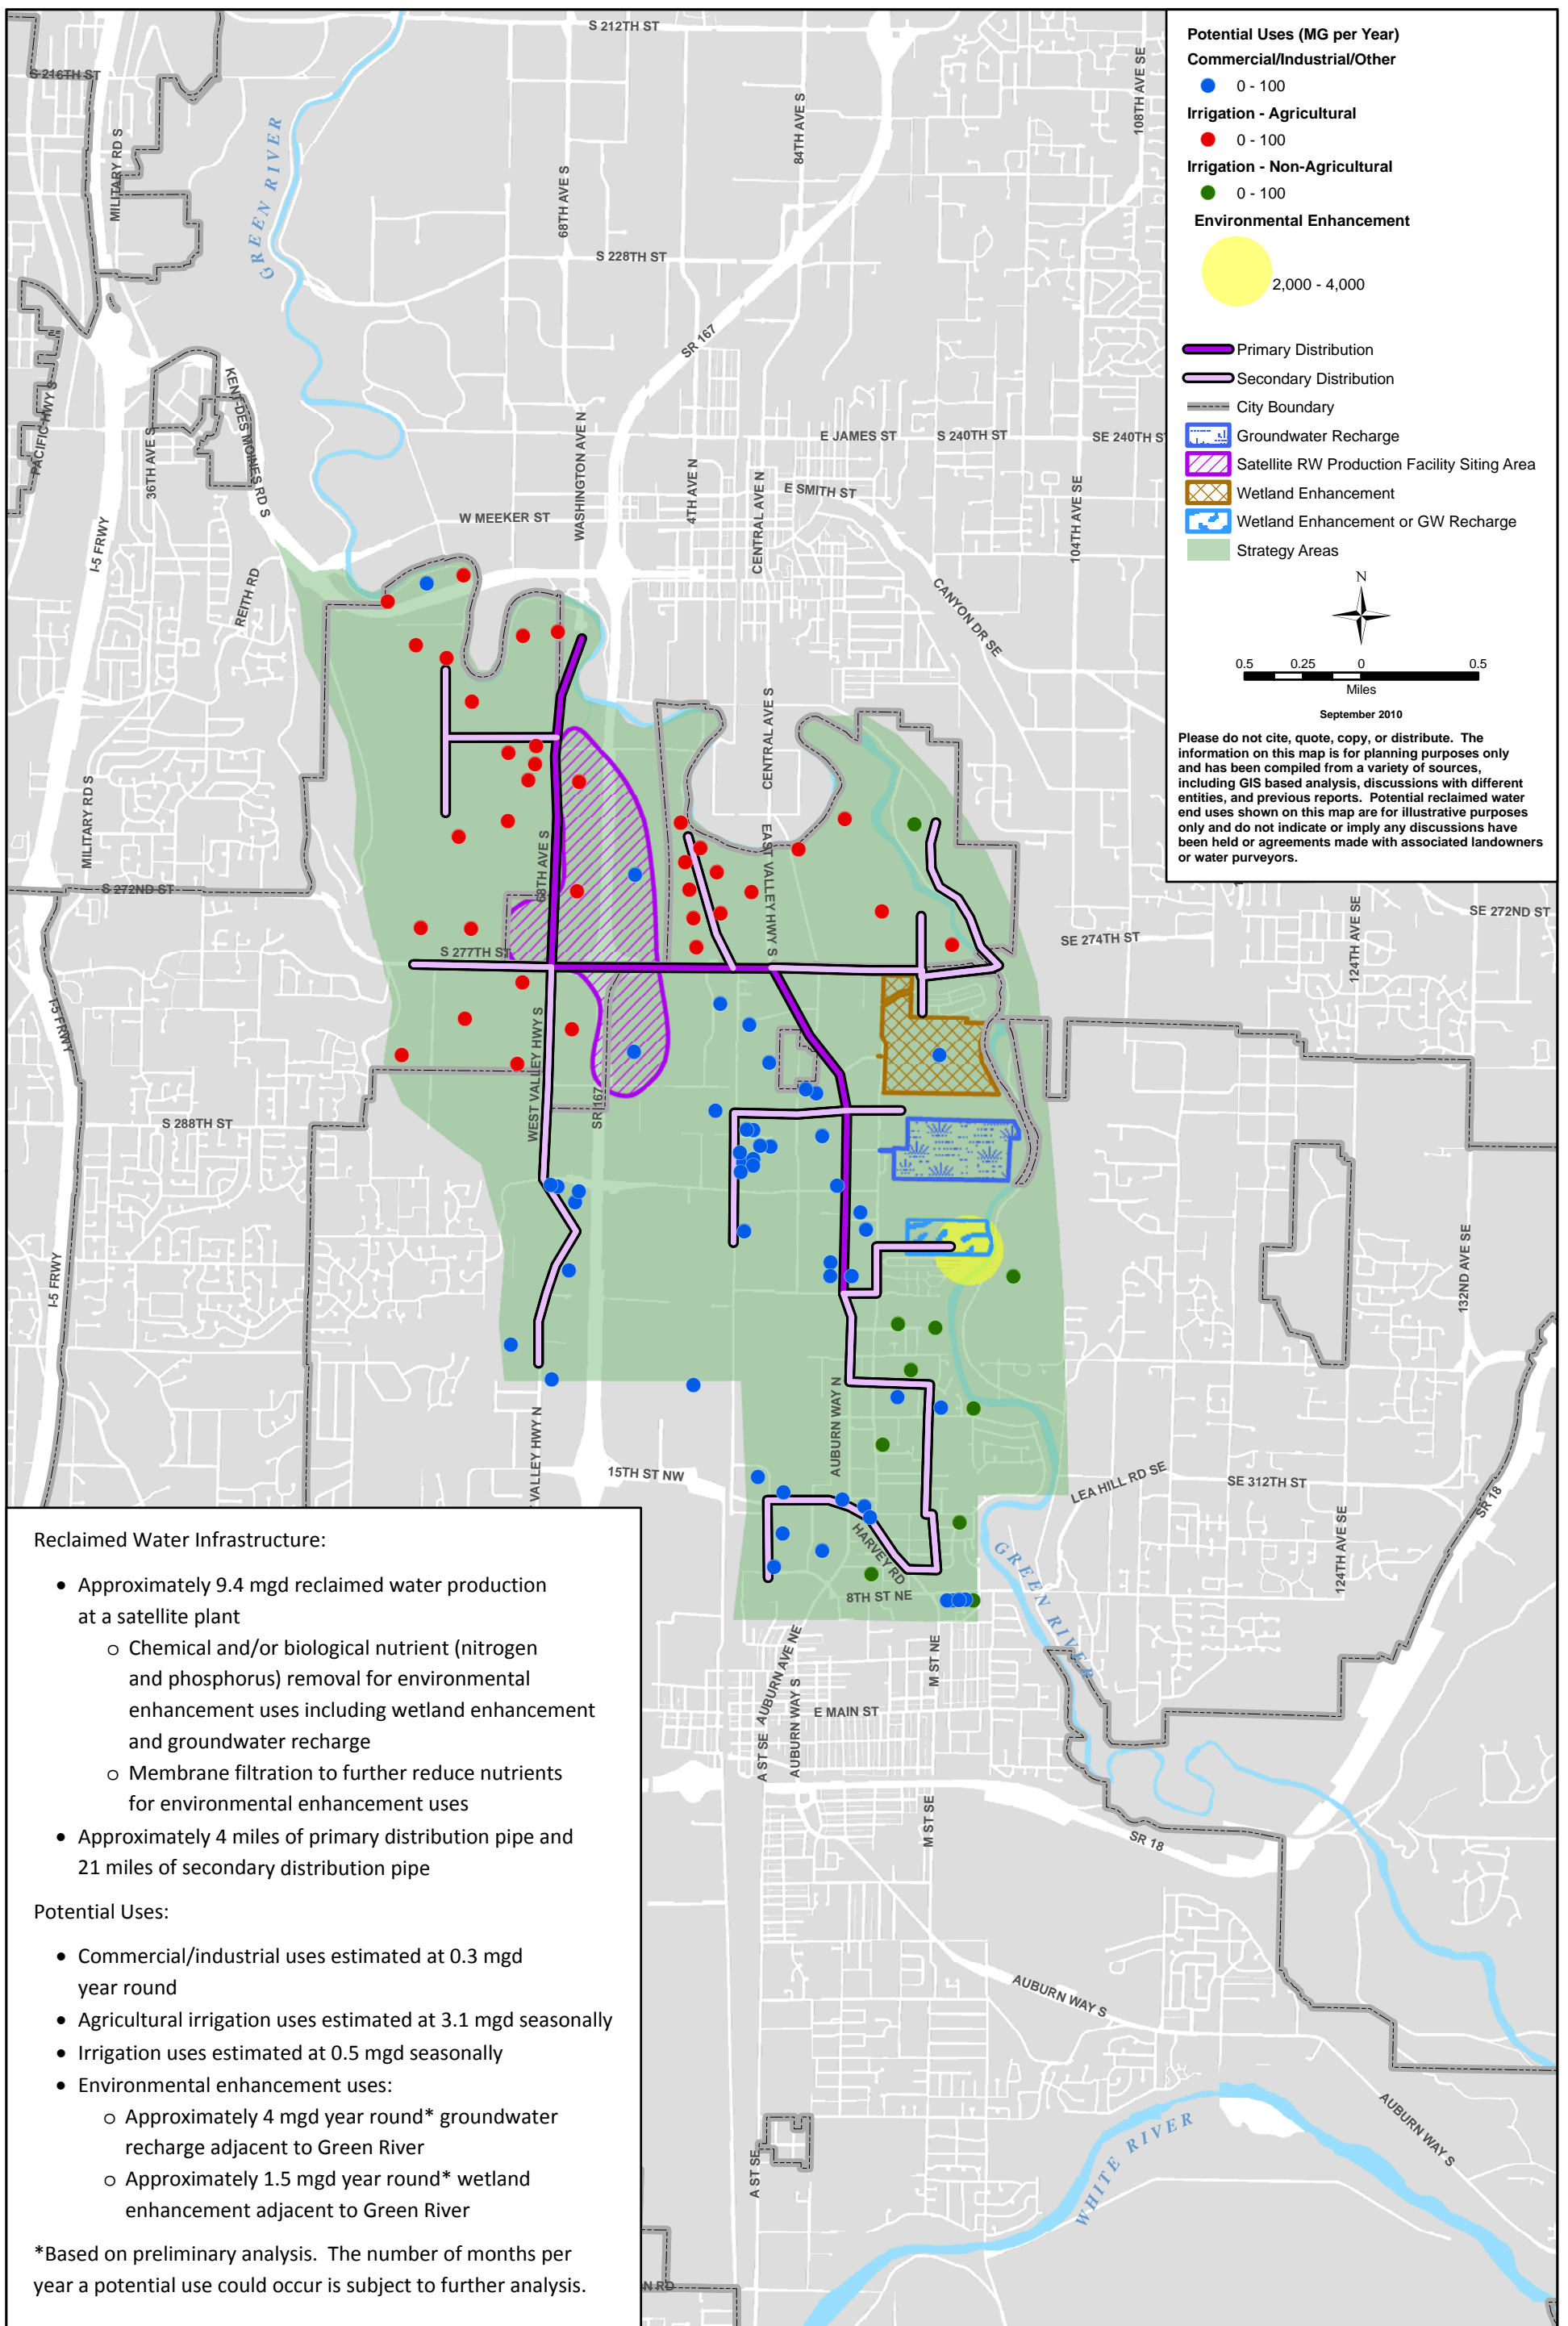 S 212TH ST
S 216TH ST
MILITARY RD S
GREEN RIVER
68TH AVE S
84TH AVE S
108TH AVE SE
S 228TH ST
SR 167
PACIFIC HWY S
36TH AVE S
KENT-DES MOINES RD S
WASHINGTON AVE N
4TH AVE N
CENTRAL AVE N
E JAMES ST
S 240TH ST
SE 240TH ST
E SMITH ST
104TH AVE SE
W MEEKER ST
I-5 FRWY
REITH RD
CANYON DR SE
CENTRAL AVE S
MILITARY RD S
68TH AVE S
EAST VALLEY HWY S
S 272ND ST
SE 272ND ST
S 277TH ST
SE 274TH ST
124TH AVE SE
I-5 FRWY
WEST VALLEY HWY S
SR 167
S 288TH ST
I-5 FRWY
132ND AVE SE
AUBURN WAY N
VALLEY HWY N
15TH ST NW
LEA HILL RD SE
SE 312TH ST
SR 18
124TH AVE SE
HARVEY RD
GREEN RIVER
8TH ST NE
M ST NE
AUBURN AVE NE
E MAIN ST
A ST SE
AUBURN WAY S
M ST SE
SR 18
AUBURN WAY S
AUBURN WAY S
WHITE RIVER
A ST SE
N RD
Potential Uses (MG per Year)
Commercial/Industrial/Other
0 - 100
Irrigation - Agricultural
0 - 100
Irrigation - Non-Agricultural
0 - 100
Environmental Enhancement
2,000 - 4,000
Primary Distribution
Secondary Distribution
City Boundary
Groundwater Recharge
Satellite RW Production Facility Siting Area
Wetland Enhancement
Wetland Enhancement or GW Recharge
Strategy Areas
N
0.5 0.25 0 0.5
Miles
September 2010
Please do not cite, quote, copy, or distribute. The
information on this map is for planning purposes only
and has been compiled from a variety of sources,
including GIS based analysis, discussions with different
entities, and previous reports. Potential reclaimed water
end uses shown on this map are for illustrative purposes
only and do not indicate or imply any discussions have
been held or agreements made with associated landowners
or water purveyors.
Reclaimed Water Infrastructure:
• Approximately 9.4 mgd reclaimed water production
at a satellite plant
o Chemical and/or biological nutrient (nitrogen
and phosphorus) removal for environmental
enhancement uses including wetland enhancement
and groundwater recharge
o Membrane filtration to further reduce nutrients
for environmental enhancement uses
• Approximately 4 miles of primary distribution pipe and
21 miles of secondary distribution pipe
Potential Uses:
• Commercial/industrial uses estimated at 0.3 mgd
year round
• Agricultural irrigation uses estimated at 3.1 mgd seasonally
• Irrigation uses estimated at 0.5 mgd seasonally
• Environmental enhancement uses:
o Approximately 4 mgd year round* groundwater
recharge adjacent to Green River
o Approximately 1.5 mgd year round* wetland
enhancement adjacent to Green River
*Based on preliminary analysis. The number of months per
year a potential use could occur is subject to further analysis.